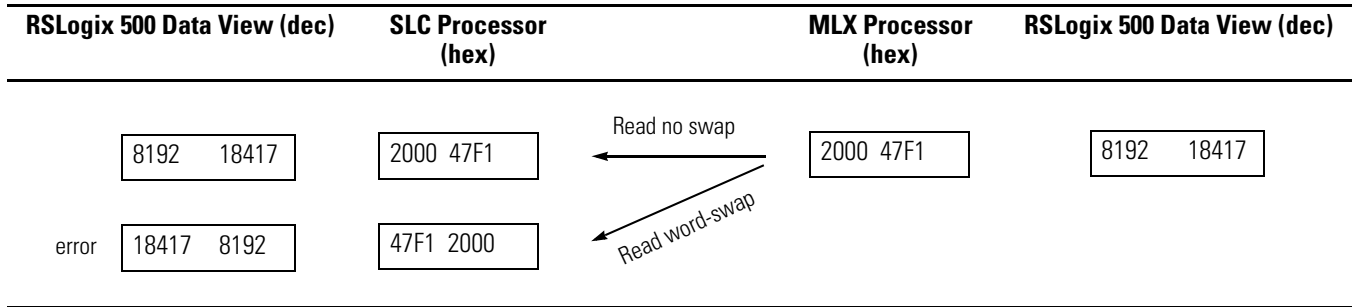 RSLogix 500 Data View (dec) SLC Processor (hex) MLX Processor (hex) RSLogix 500 Data View (dec)
8192 18417 2000 47F1 Read no swap 2000 47F1 8192 18417
error 18417 8192 47F1 2000 Read word-swap